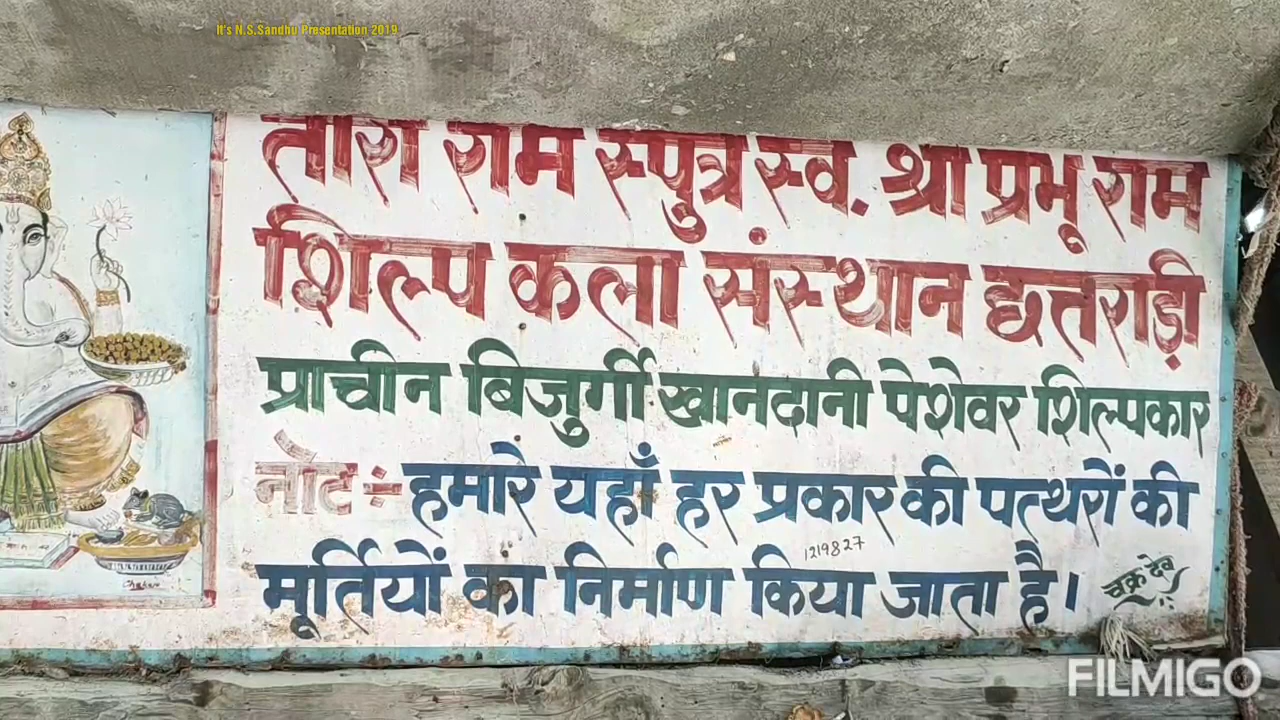 It's N.S.Sandhu Presentation 2019
तारा राम स्पुत्र स्व. श्री प्रभू राम
शिल्प कला संस्थान छतराड़ी
प्राचीन बिजुर्गी खानदानी पेशेवर शिल्पकार
नोट :- हमारे यहाँ हर प्रकार की पत्थरों की
1219827
मूर्तियों का निर्माण किया जाता है।
चक्र देव
FILMIGO